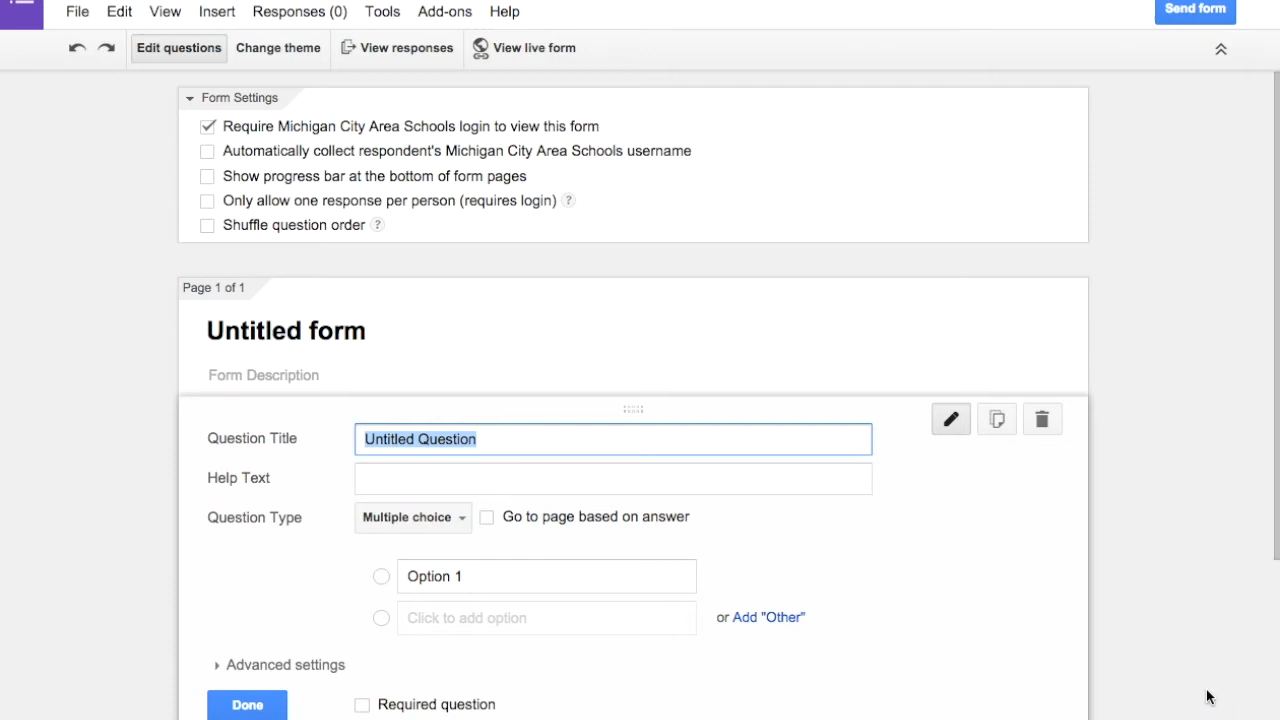 File Edit View Insert Responses (0) Tools Add-ons Help
Send form
Edit questions Change theme View responses View live form
Form Settings
Require Michigan City Area Schools login to view this form
Automatically collect respondent's Michigan City Area Schools username
Show progress bar at the bottom of form pages
Only allow one response per person (requires login) ?
Shuffle question order ?
Page 1 of 1
Untitled form
Form Description
Question Title Untitled Question
Help Text
Question Type Multiple choice Go to page based on answer
Option 1
Click to add option or Add "Other"
Advanced settings
Done Required question